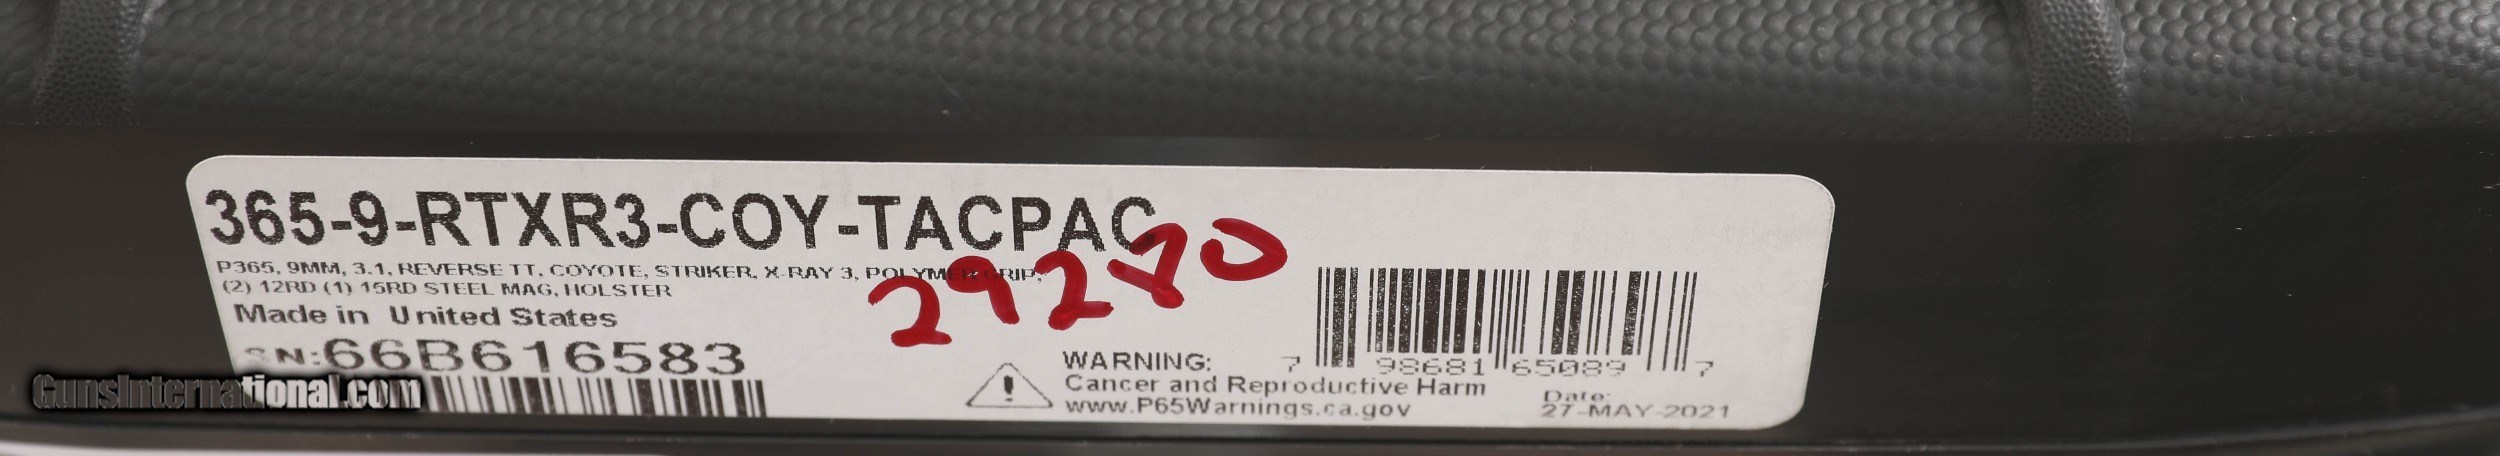 365-9-RTXR3-COY-TACPAC
P365, 9MM, 3.1, REVERSE TT, COYOTE, STRIKER, X-RAY 3, POLYMER GRIP,
(2) 12RD (1) 15RD STEEL MAG, HOLSTER
29280
Made in United States
SN:66B616583
WARNING:
Cancer and Reproductive Harm
www.P65Warnings.ca.gov
7 98681 65089 7
Date:
27-MAY-2021
GunsInternational.com